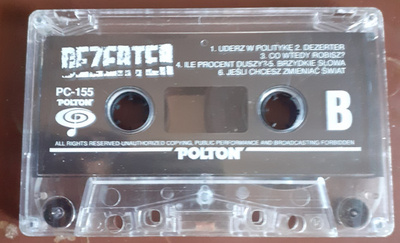 DEZERTER
1. UDERZ W POLITYKĘ 2. DEZERTER
3. CO WTEDY ROBISZ?
4. ILE PROCENT DUSZY? 5. BRZYDKIE SŁOWA
6. JEŚLI CHCESZ ZMIENIAĆ ŚWIAT
PC-155
POLTON
B
ALL RIGHTS RESERVED-UNAUTHORIZED COPYING, PUBLIC PERFORMANCE AND BROADCASTING FORBIDDEN
POLTON